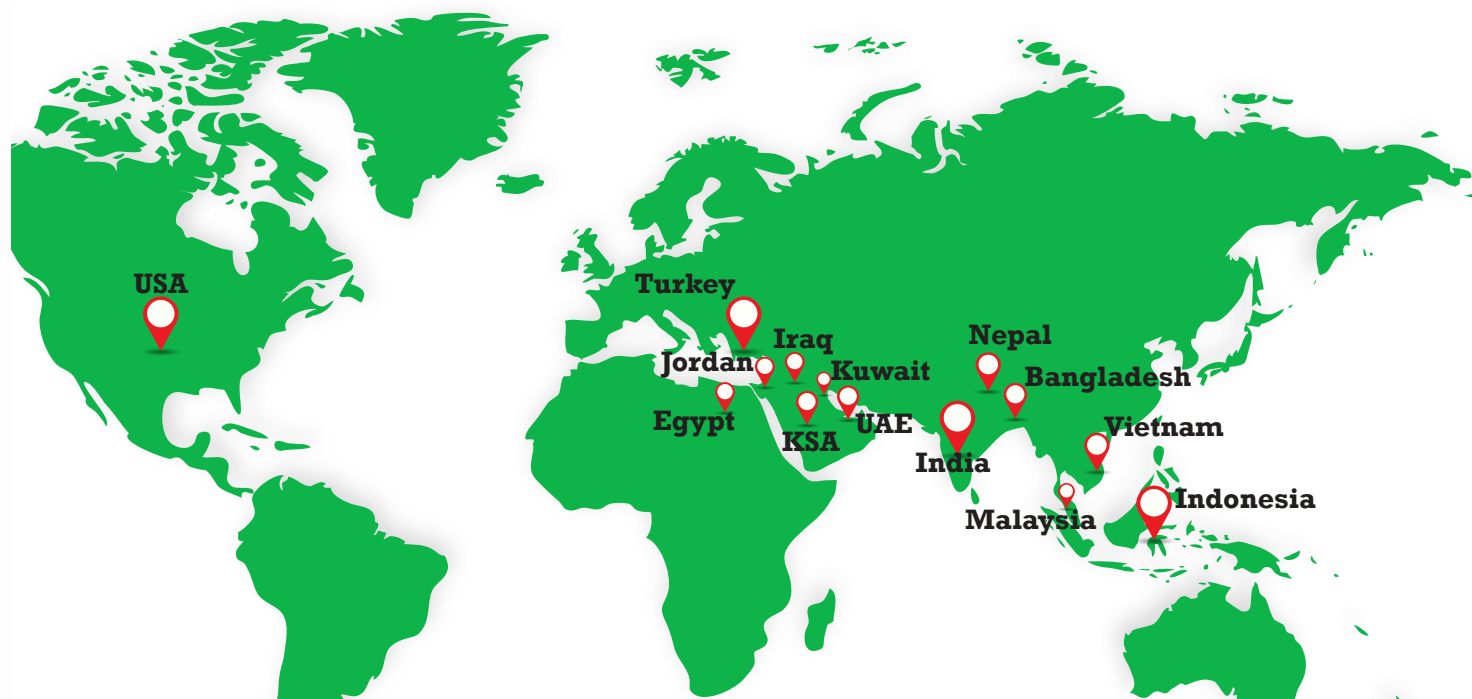 USA
Turkey
Iraq
Nepal
Jordan
Kuwait
Bangladesh
Egypt
UAE
Vietnam
KSA
India
Indonesia
Malaysia